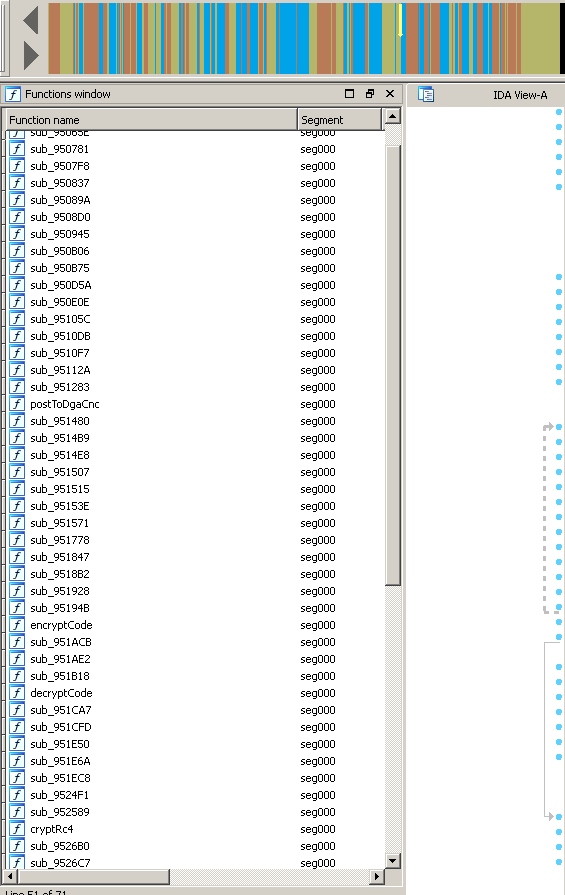 Functions window
IDA View-A
Function name Segment
sub_95065E seg000
sub_950781 seg000
sub_9507F8 seg000
sub_950837 seg000
sub_95089A seg000
sub_9508D0 seg000
sub_950945 seg000
sub_950B06 seg000
sub_950B75 seg000
sub_950D5A seg000
sub_950E0E seg000
sub_95105C seg000
sub_9510DB seg000
sub_9510F7 seg000
sub_95112A seg000
sub_951283 seg000
postToDgaCnc seg000
sub_951480 seg000
sub_9514B9 seg000
sub_9514E8 seg000
sub_951507 seg000
sub_951515 seg000
sub_95153E seg000
sub_951571 seg000
sub_951778 seg000
sub_951847 seg000
sub_9518B2 seg000
sub_951928 seg000
sub_95194B seg000
encryptCode seg000
sub_951ACB seg000
sub_951AE2 seg000
sub_951B18 seg000
decryptCode seg000
sub_951CA7 seg000
sub_951CFD seg000
sub_951E50 seg000
sub_951E6A seg000
sub_951EC8 seg000
sub_9524F1 seg000
sub_952589 seg000
cryptRc4 seg000
sub_9526B0 seg000
sub_9526C7 seg000
Line 51 of 71